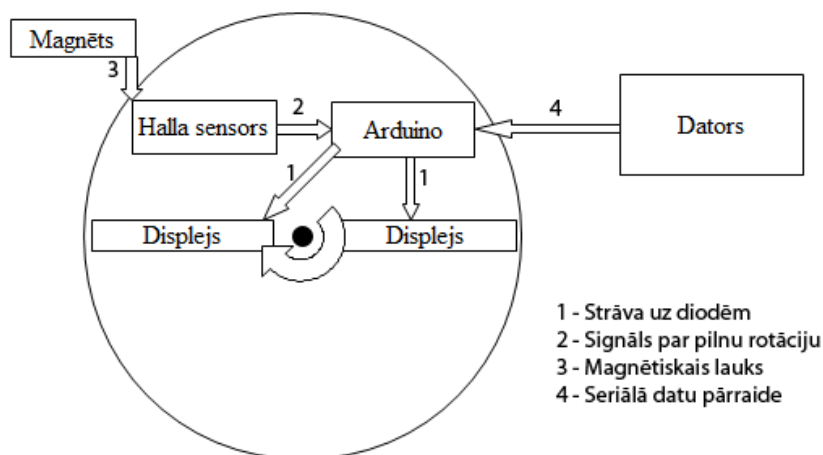 Magnēts
3
Halla sensors
2
Arduino
4
Dators
1
1
Displejs
Displejs
1 - Strāva uz diodēm
2 - Signāls par pilnu rotāciju
3 - Magnētiskais lauks
4 - Seriālā datu pārraide